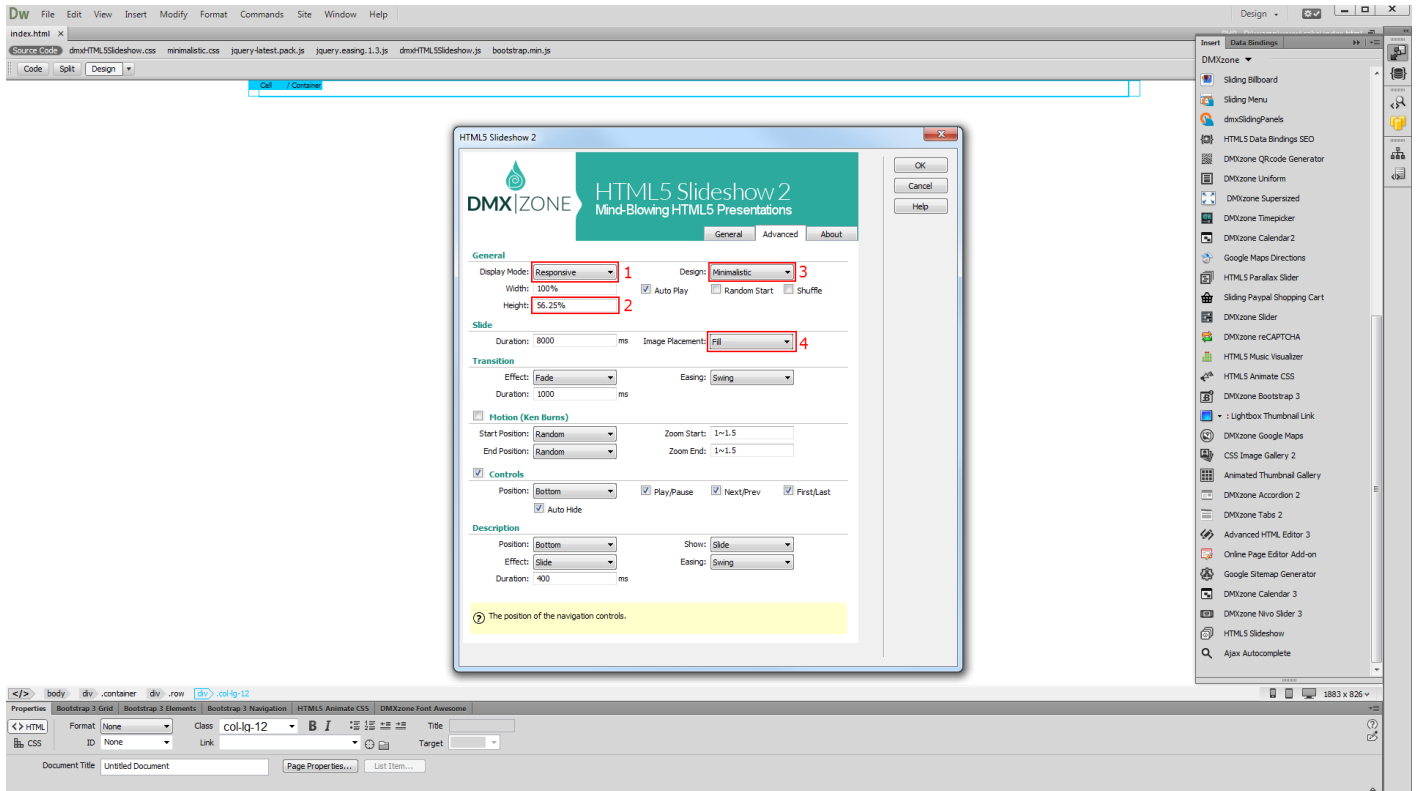 Dw File Edit View Insert Modify Format Commands Site Window Help Design
index.html ×
Source Code dmxHTML5Slideshow.css minimalistic.css jquery-latest.pack.js jquery.easing.1.3.js dmxHTML5Slideshow.js bootstrap.min.js
Code Split Design
Cell / Container
HTML5 Slideshow 2
DMX|ZONE
HTML5 Slideshow 2
Mind-Blowing HTML5 Presentations
General Advanced About
OK
Cancel
Help
General
Display Mode: Responsive 1 Design: Minimalistic 3
Width: 100% Auto Play Random Start Shuffle
Height: 56.25% 2
Slide
Duration: 8000 ms Image Placement: Fill 4
Transition
Effect: Fade Easing: Swing
Duration: 1000 ms
Motion (Ken Burns)
Start Position: Random Zoom Start: 1~1.5
End Position: Random Zoom End: 1~1.5
Controls
Position: Bottom Play/Pause Next/Prev First/Last
Auto Hide
Description
Position: Bottom Show: Slide
Effect: Slide Easing: Swing
Duration: 400 ms
The position of the navigation controls.
Insert Data Bindings
DMXzone
Sliding Billboard
Sliding Menu
dmxSlidingPanels
HTML5 Data Bindings SEO
DMXzone QRcode Generator
DMXzone Uniform
DMXzone Supersized
DMXzone Timepicker
DMXzone Calendar2
Google Maps Directions
HTML5 Parallax Slider
Sliding Paypal Shopping Cart
DMXzone Slider
DMXzone reCAPTCHA
HTML5 Music Visualizer
HTML5 Animate CSS
DMXzone Bootstrap 3
: Lightbox Thumbnail Link
DMXzone Google Maps
CSS Image Gallery 2
Animated Thumbnail Gallery
DMXzone Accordion 2
DMXzone Tabs 2
Advanced HTML Editor 3
Online Page Editor Add-on
Google Sitemap Generator
DMXzone Calendar 3
DMXzone Nivo Slider 3
HTML5 Slideshow
Ajax Autocomplete
</> body div .container div .row div .col-lg-12 1883 x 826
Properties Bootstrap 3 Grid Bootstrap 3 Elements Bootstrap 3 Navigation HTML5 Animate CSS DMXzone Font Awesome
<> HTML Format None Class col-lg-12 B I Title
CSS ID None Link Target
Document Title Untitled Document Page Properties... List Item...